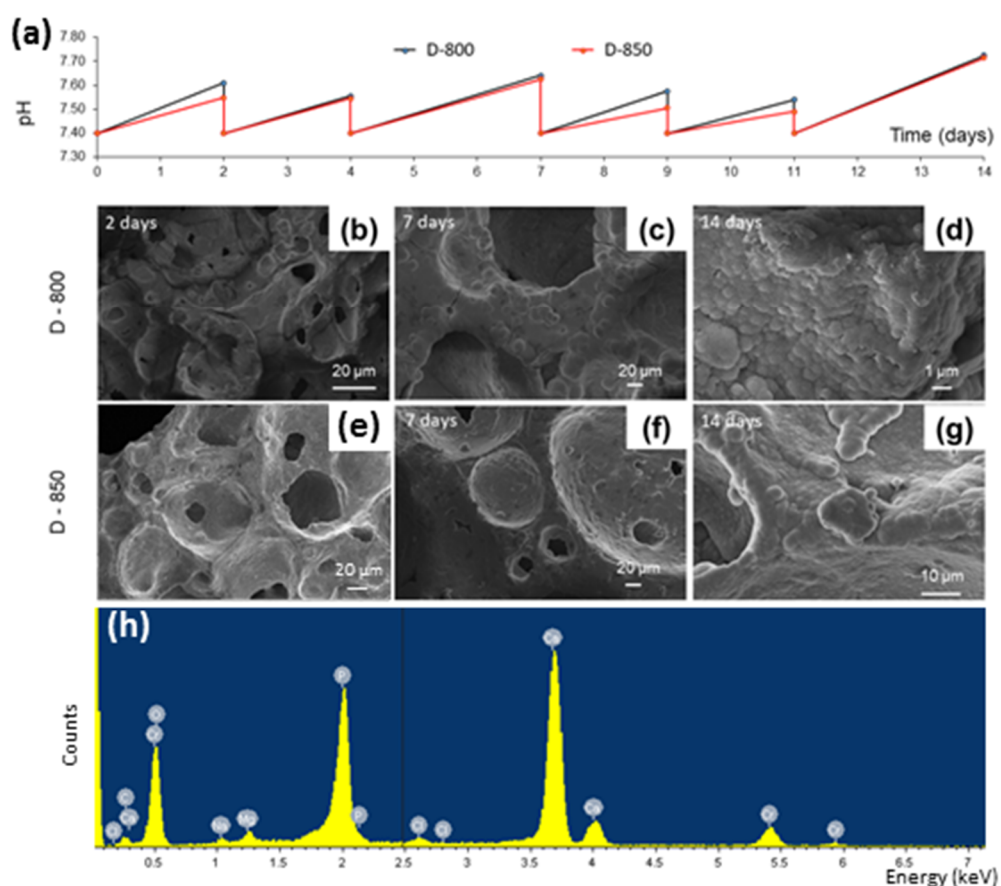 (a)
7.80
7.70
7.60
7.50
7.40
7.30
pH
D-800
D-850
Time (days)
0 1 2 3 4 5 6 7 8 9 10 11 12 13 14
D - 800
2 days
(b)
20 µm
7 days
(c)
20 µm
14 days
(d)
1 µm
D - 850
(e)
20 µm
7 days
(f)
20 µm
14 days
(g)
10 µm
(h)
Counts
P
Ca
Na
Mg
P
Ca
0.5 1 1.5 2 2.5 3 3.5 4 4.5 5 5.5 6 6.5 7
Energy (keV)